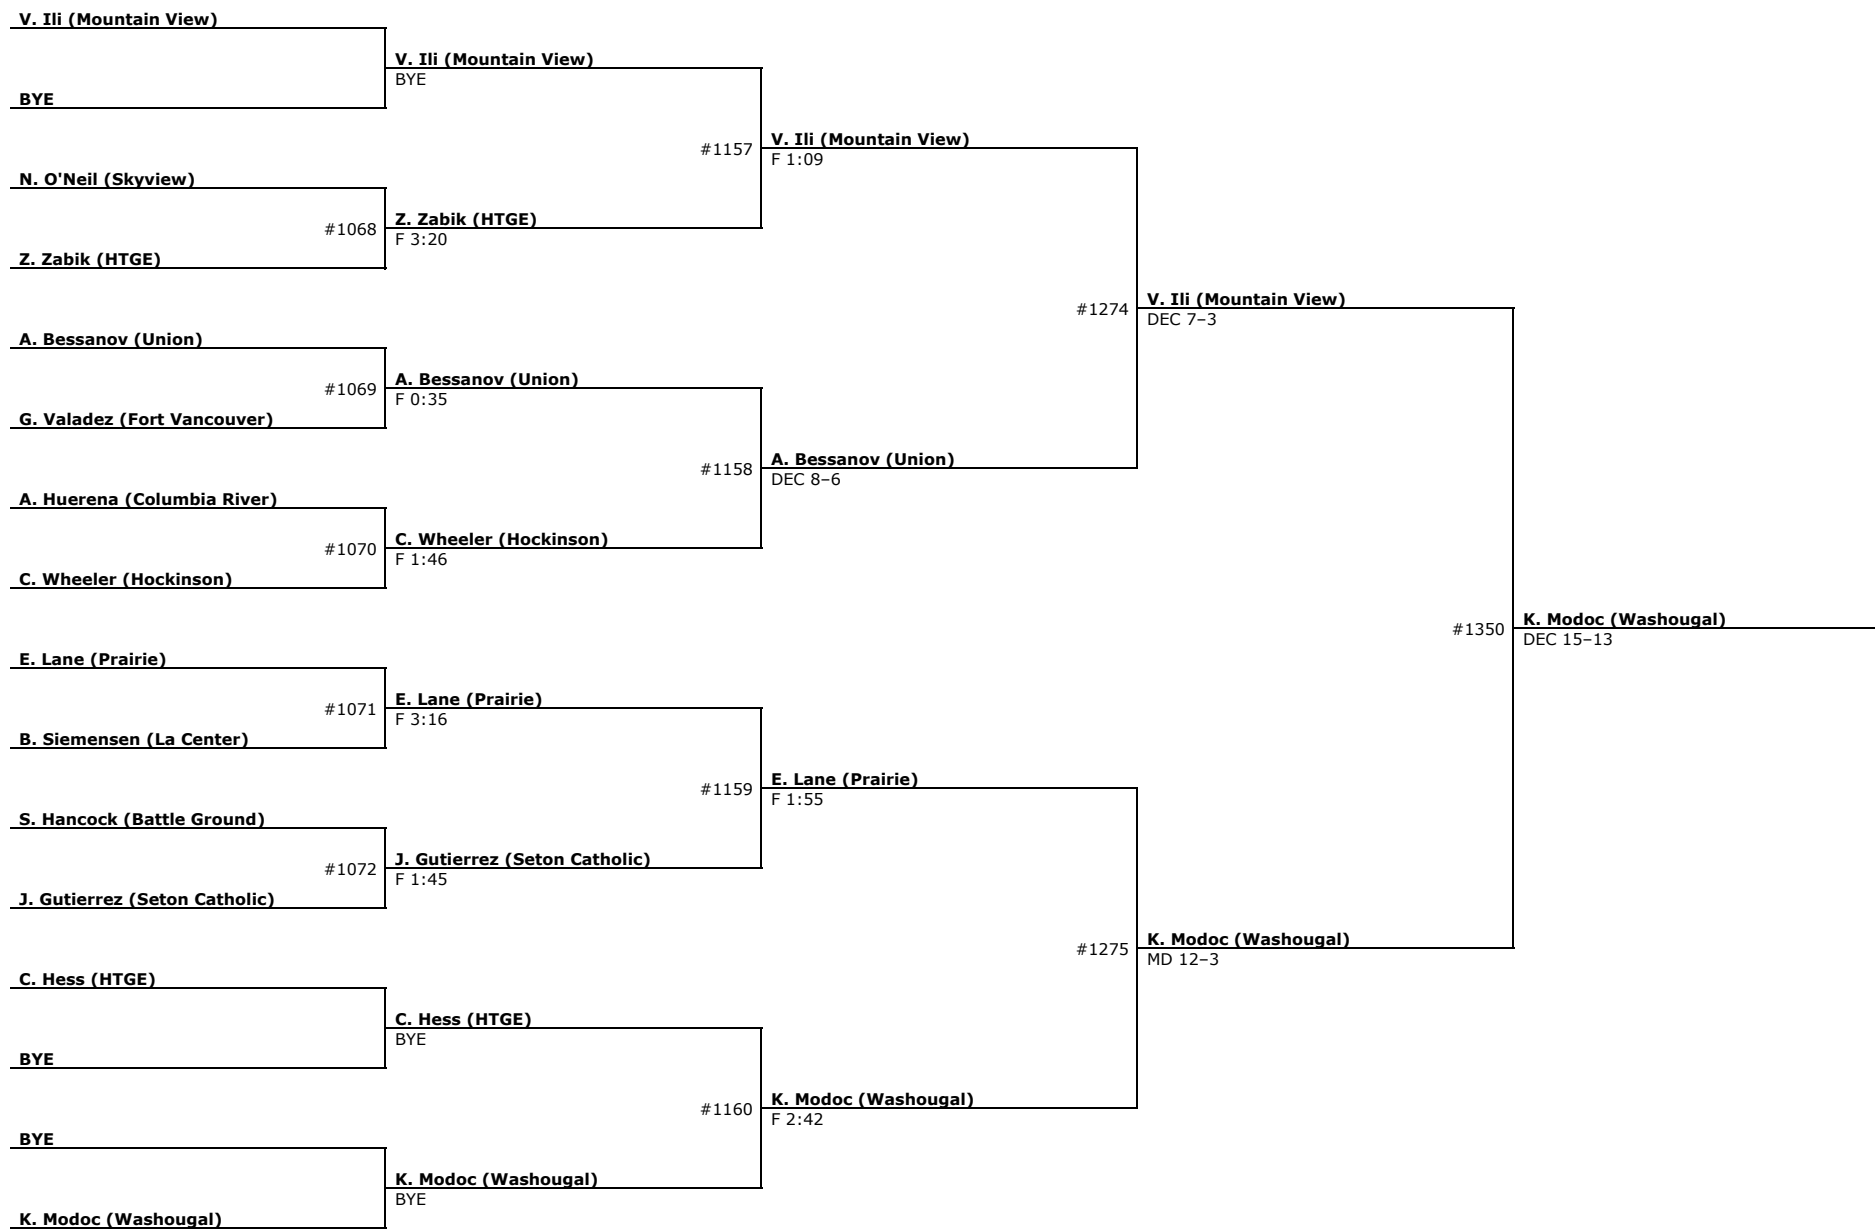 V. Ili (Mountain View)
BYE
N. O'Neil (Skyview)
#1068
Z. Zabik (HTGE)
A. Bessanov (Union)
#1069
G. Valadez (Fort Vancouver)
A. Huerena (Columbia River)
#1070
C. Wheeler (Hockinson)
E. Lane (Prairie)
#1071
B. Siemensen (La Center)
S. Hancock (Battle Ground)
#1072
J. Gutierrez (Seton Catholic)
C. Hess (HTGE)
BYE
BYE
K. Modoc (Washougal)
V. Ili (Mountain View)
BYE
#1157
Z. Zabik (HTGE)
F 3:20
A. Bessanov (Union)
F 0:35
#1158
C. Wheeler (Hockinson)
F 1:46
E. Lane (Prairie)
F 3:16
#1159
J. Gutierrez (Seton Catholic)
F 1:45
C. Hess (HTGE)
BYE
#1160
K. Modoc (Washougal)
BYE
V. Ili (Mountain View)
F 1:09
#1274
A. Bessanov (Union)
DEC 8–6
E. Lane (Prairie)
F 1:55
#1275
K. Modoc (Washougal)
F 2:42
V. Ili (Mountain View)
DEC 7–3
#1350
K. Modoc (Washougal)
MD 12–3
K. Modoc (Washougal)
DEC 15–13